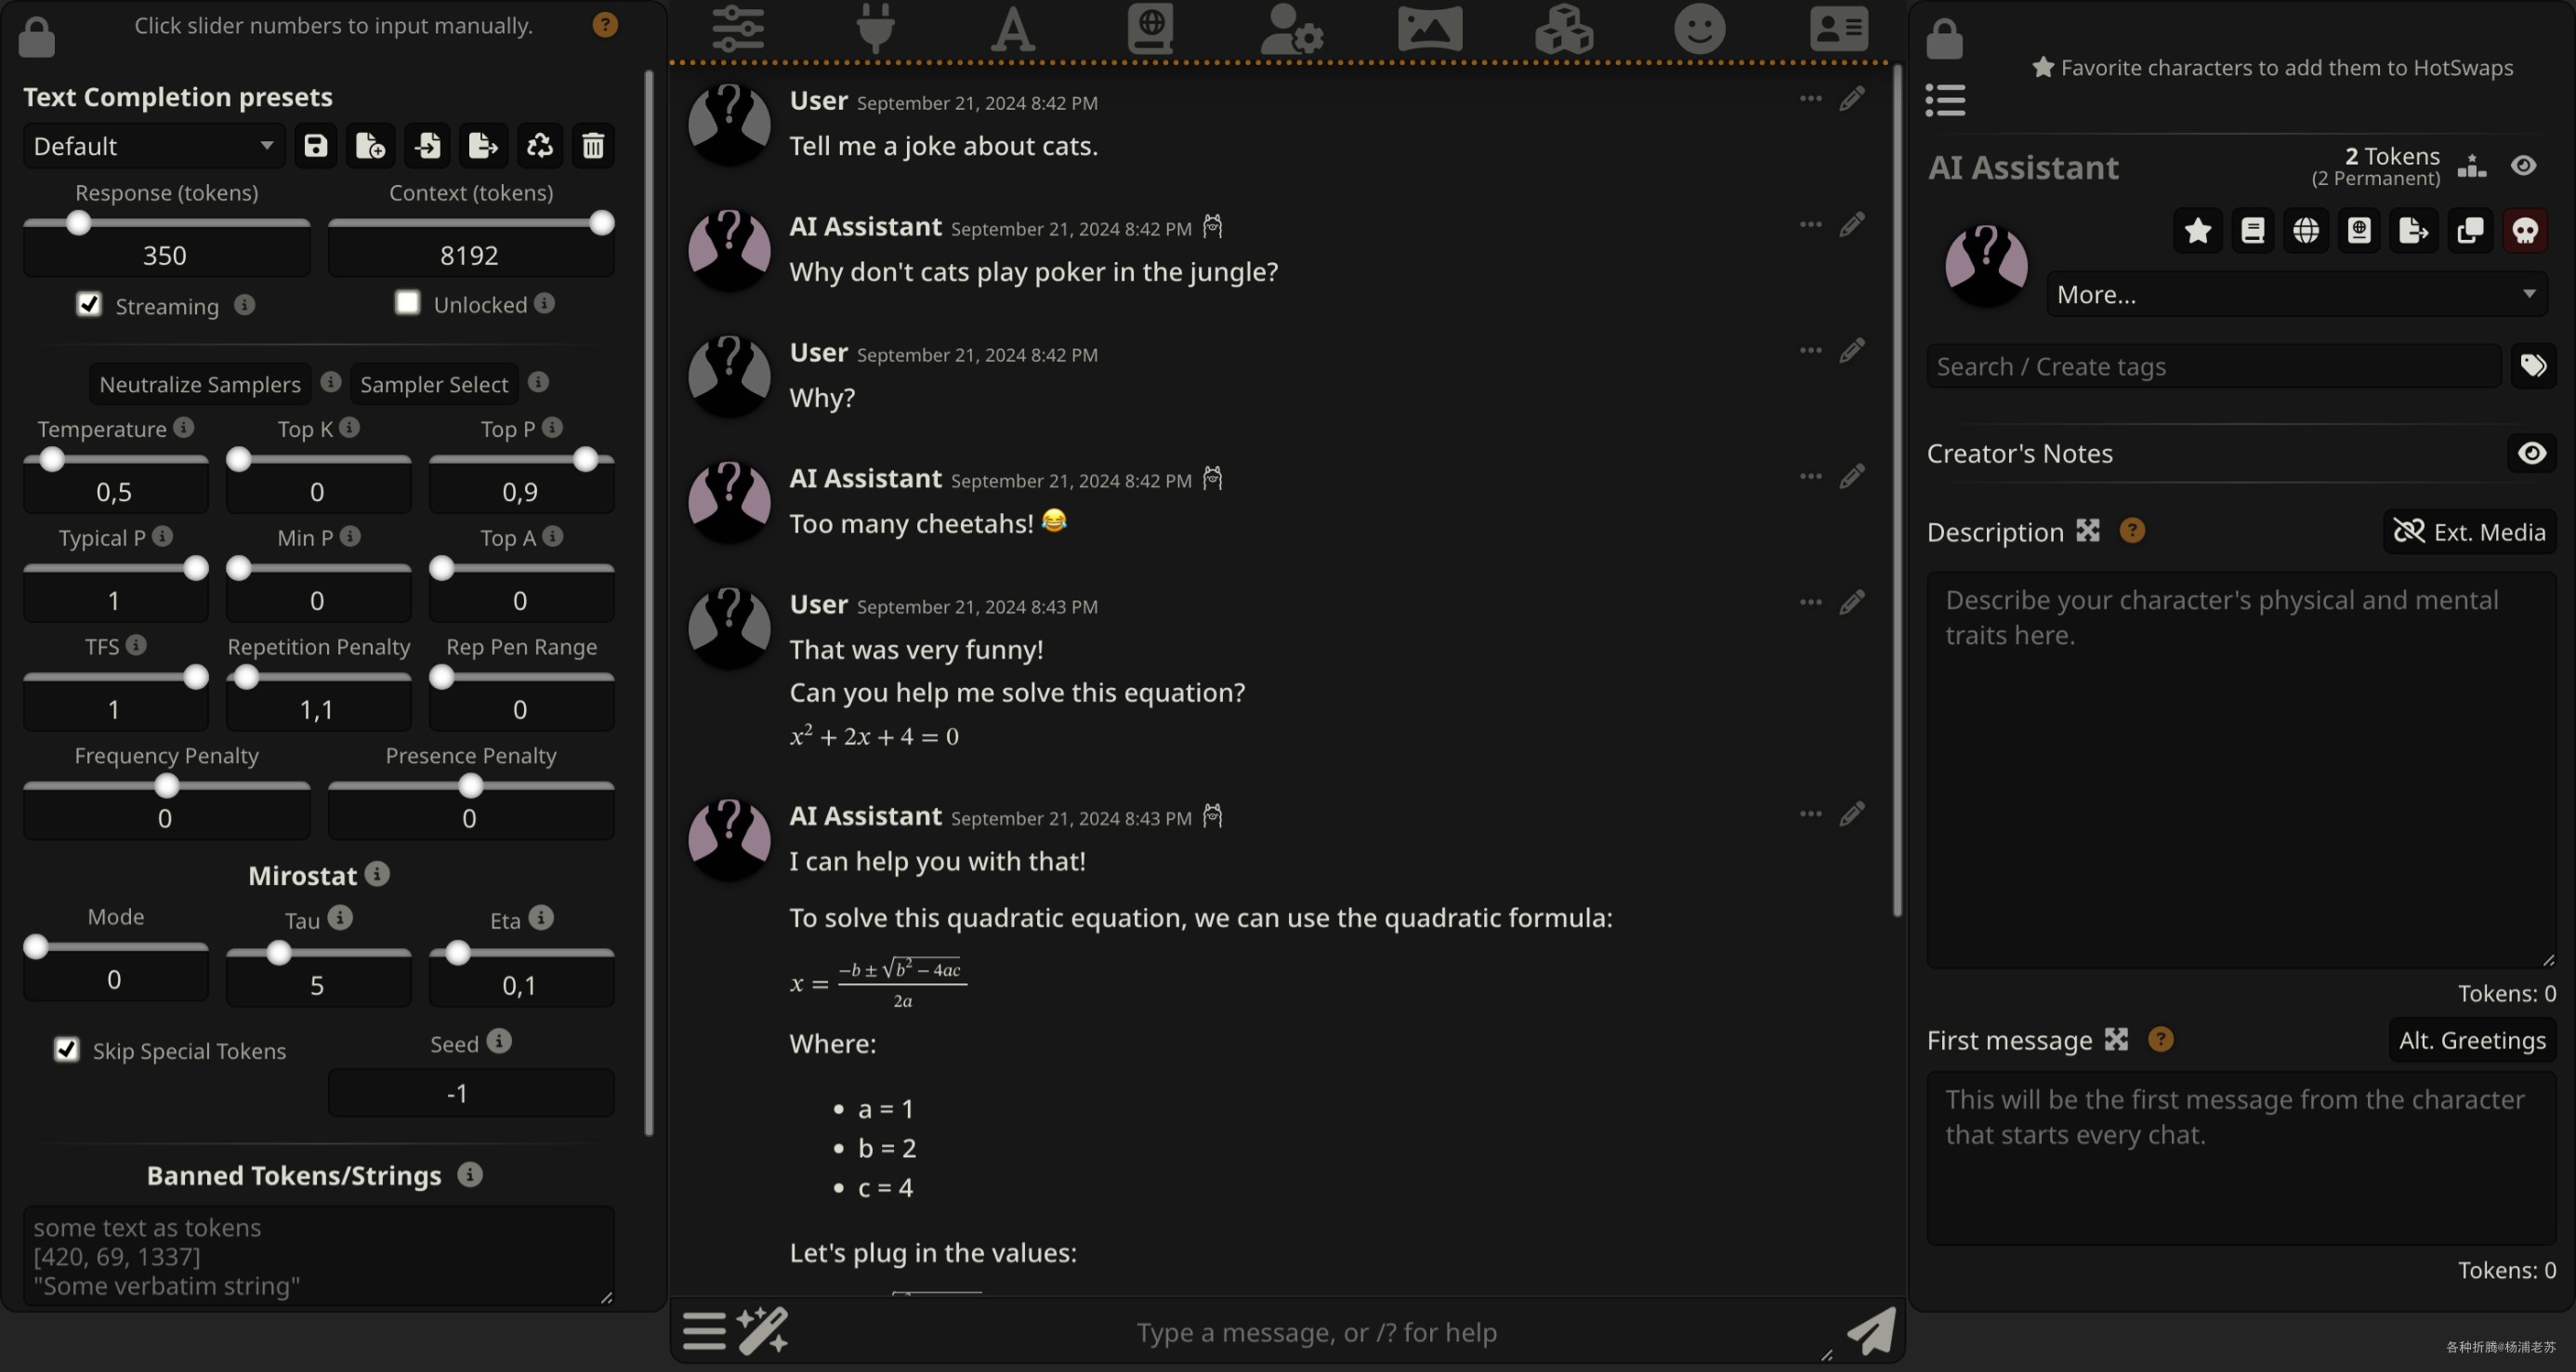 Click slider numbers to input manually.
Text Completion presets
Default
Response (tokens) Context (tokens)
350 8192
Streaming Unlocked
Neutralize Samplers Sampler Select
Temperature Top K Top P
0,5 0 0,9
Typical P Min P Top A
1 0 0
TFS Repetition Penalty Rep Pen Range
1 1,1 0
Frequency Penalty Presence Penalty
0 0
Mirostat
Mode Tau Eta
0 5 0,1
Skip Special Tokens Seed
-1
Banned Tokens/Strings
some text as tokens
[420, 69, 1337]
"Some verbatim string"
User September 21, 2024 8:42 PM
Tell me a joke about cats.
AI Assistant September 21, 2024 8:42 PM
Why don't cats play poker in the jungle?
User September 21, 2024 8:42 PM
Why?
AI Assistant September 21, 2024 8:42 PM
Too many cheetahs! 😂
User September 21, 2024 8:43 PM
That was very funny!
Can you help me solve this equation?
x² + 2x + 4 = 0
AI Assistant September 21, 2024 8:43 PM
I can help you with that!
To solve this quadratic equation, we can use the quadratic formula:
x = −b ± √b² − 4ac
2a
Where:
• a = 1
• b = 2
• c = 4
Let's plug in the values:
Type a message, or /? for help
Favorite characters to add them to HotSwaps
AI Assistant 2 Tokens
(2 Permanent)
More...
Search / Create tags
Creator's Notes
Description Ext. Media
Describe your character's physical and mental
traits here.
Tokens: 0
First message Alt. Greetings
This will be the first message from the character
that starts every chat.
Tokens: 0
各种折腾@杨浦老苏